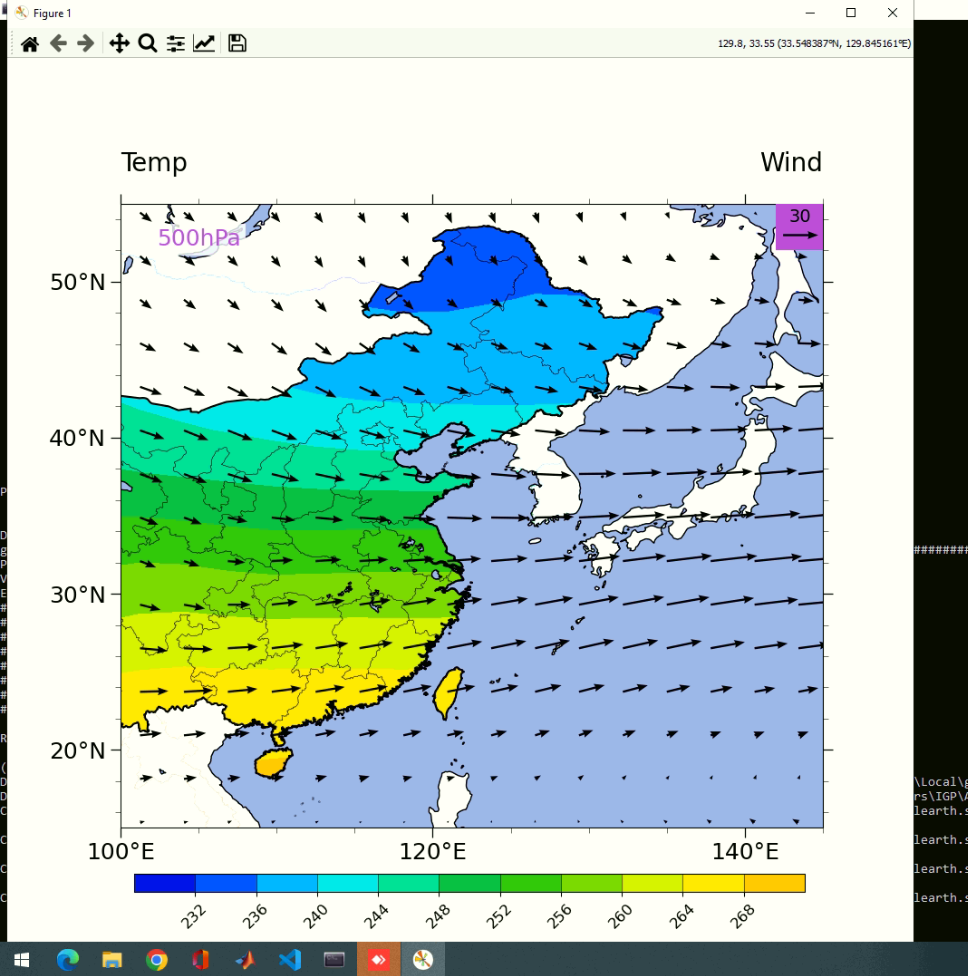 Figure 1
129.8, 33.55 (33.548387°N, 129.845161°E)
Temp
Wind
30
500hPa
50°N
40°N
30°N
20°N
100°E
120°E
140°E
232
236
240
244
248
252
256
260
264
268
P
D
g
########
P
V
E
#
#
#
#
#
#
#
#
R
(
D
\Local\g
D
rs\IGP\A
C
learth.s
C
learth.s
C
learth.s
C
learth.s